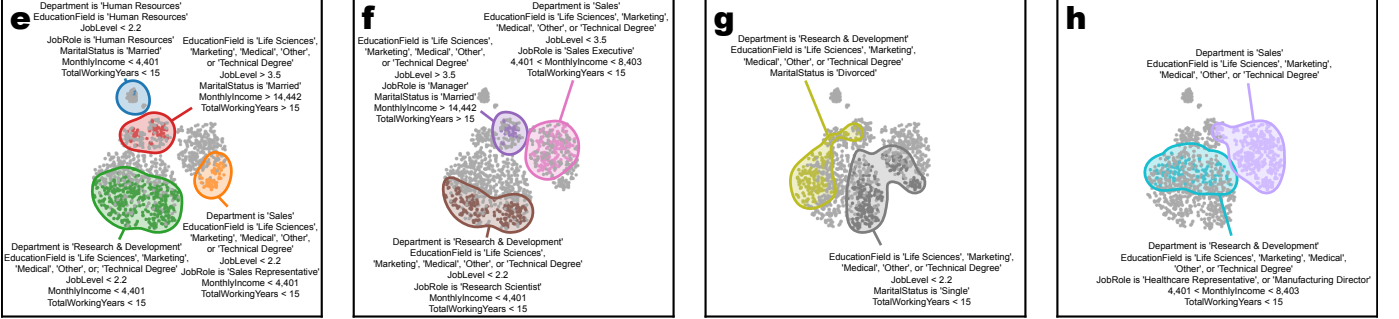 e
Department is 'Human Resources'
EducationField is 'Human Resources'
JobLevel < 2.2
JobRole is 'Human Resources'
MaritalStatus is 'Married'
MonthlyIncome < 4,401
TotalWorkingYears < 15
EducationField is 'Life Sciences',
'Marketing', 'Medical', 'Other',
or 'Technical Degree'
JobLevel > 3.5
MaritalStatus is 'Married'
MonthlyIncome > 14,442
TotalWorkingYears > 15
Department is 'Research & Development'
EducationField is 'Life Sciences', 'Marketing',
'Medical', 'Other', or; 'Technical Degree'
JobLevel < 2.2
MonthlyIncome < 4,401
TotalWorkingYears < 15
Department is 'Sales'
EducationField is 'Life Sciences',
'Marketing', 'Medical', 'Other',
or 'Technical Degree'
JobLevel < 2.2
JobRole is 'Sales Representative'
MonthlyIncome < 4,401
TotalWorkingYears < 15
f
EducationField is 'Life Sciences',
'Marketing', 'Medical', 'Other',
or 'Technical Degree'
JobLevel > 3.5
JobRole is 'Manager'
MaritalStatus is 'Married'
MonthlyIncome > 14,442
TotalWorkingYears > 15
Department is 'Sales'
EducationField is 'Life Sciences', 'Marketing',
'Medical', 'Other', or 'Technical Degree'
JobLevel < 3.5
JobRole is 'Sales Executive'
4,401 < MonthlyIncome < 8,403
TotalWorkingYears < 15
Department is 'Research & Development'
EducationField is 'Life Sciences',
'Marketing', 'Medical', 'Other', or 'Technical Degree'
JobLevel < 2.2
JobRole is 'Research Scientist'
MonthlyIncome < 4,401
TotalWorkingYears < 15
g
Department is 'Research & Development'
EducationField is 'Life Sciences', 'Marketing',
'Medical', 'Other', or 'Technical Degree'
MaritalStatus is 'Divorced'
EducationField is 'Life Sciences', 'Marketing',
'Medical', 'Other', or 'Technical Degree'
JobLevel < 2.2
MaritalStatus is 'Single'
TotalWorkingYears < 15
h
Department is 'Sales'
EducationField is 'Life Sciences', 'Marketing',
'Medical', 'Other', or 'Technical Degree'
Department is 'Research & Development'
EducationField is 'Life Sciences', 'Marketing', 'Medical',
'Other', or 'Technical Degree'
JobRole is 'Healthcare Representative', or 'Manufacturing Director'
4,401 < MonthlyIncome < 8,403
TotalWorkingYears < 15